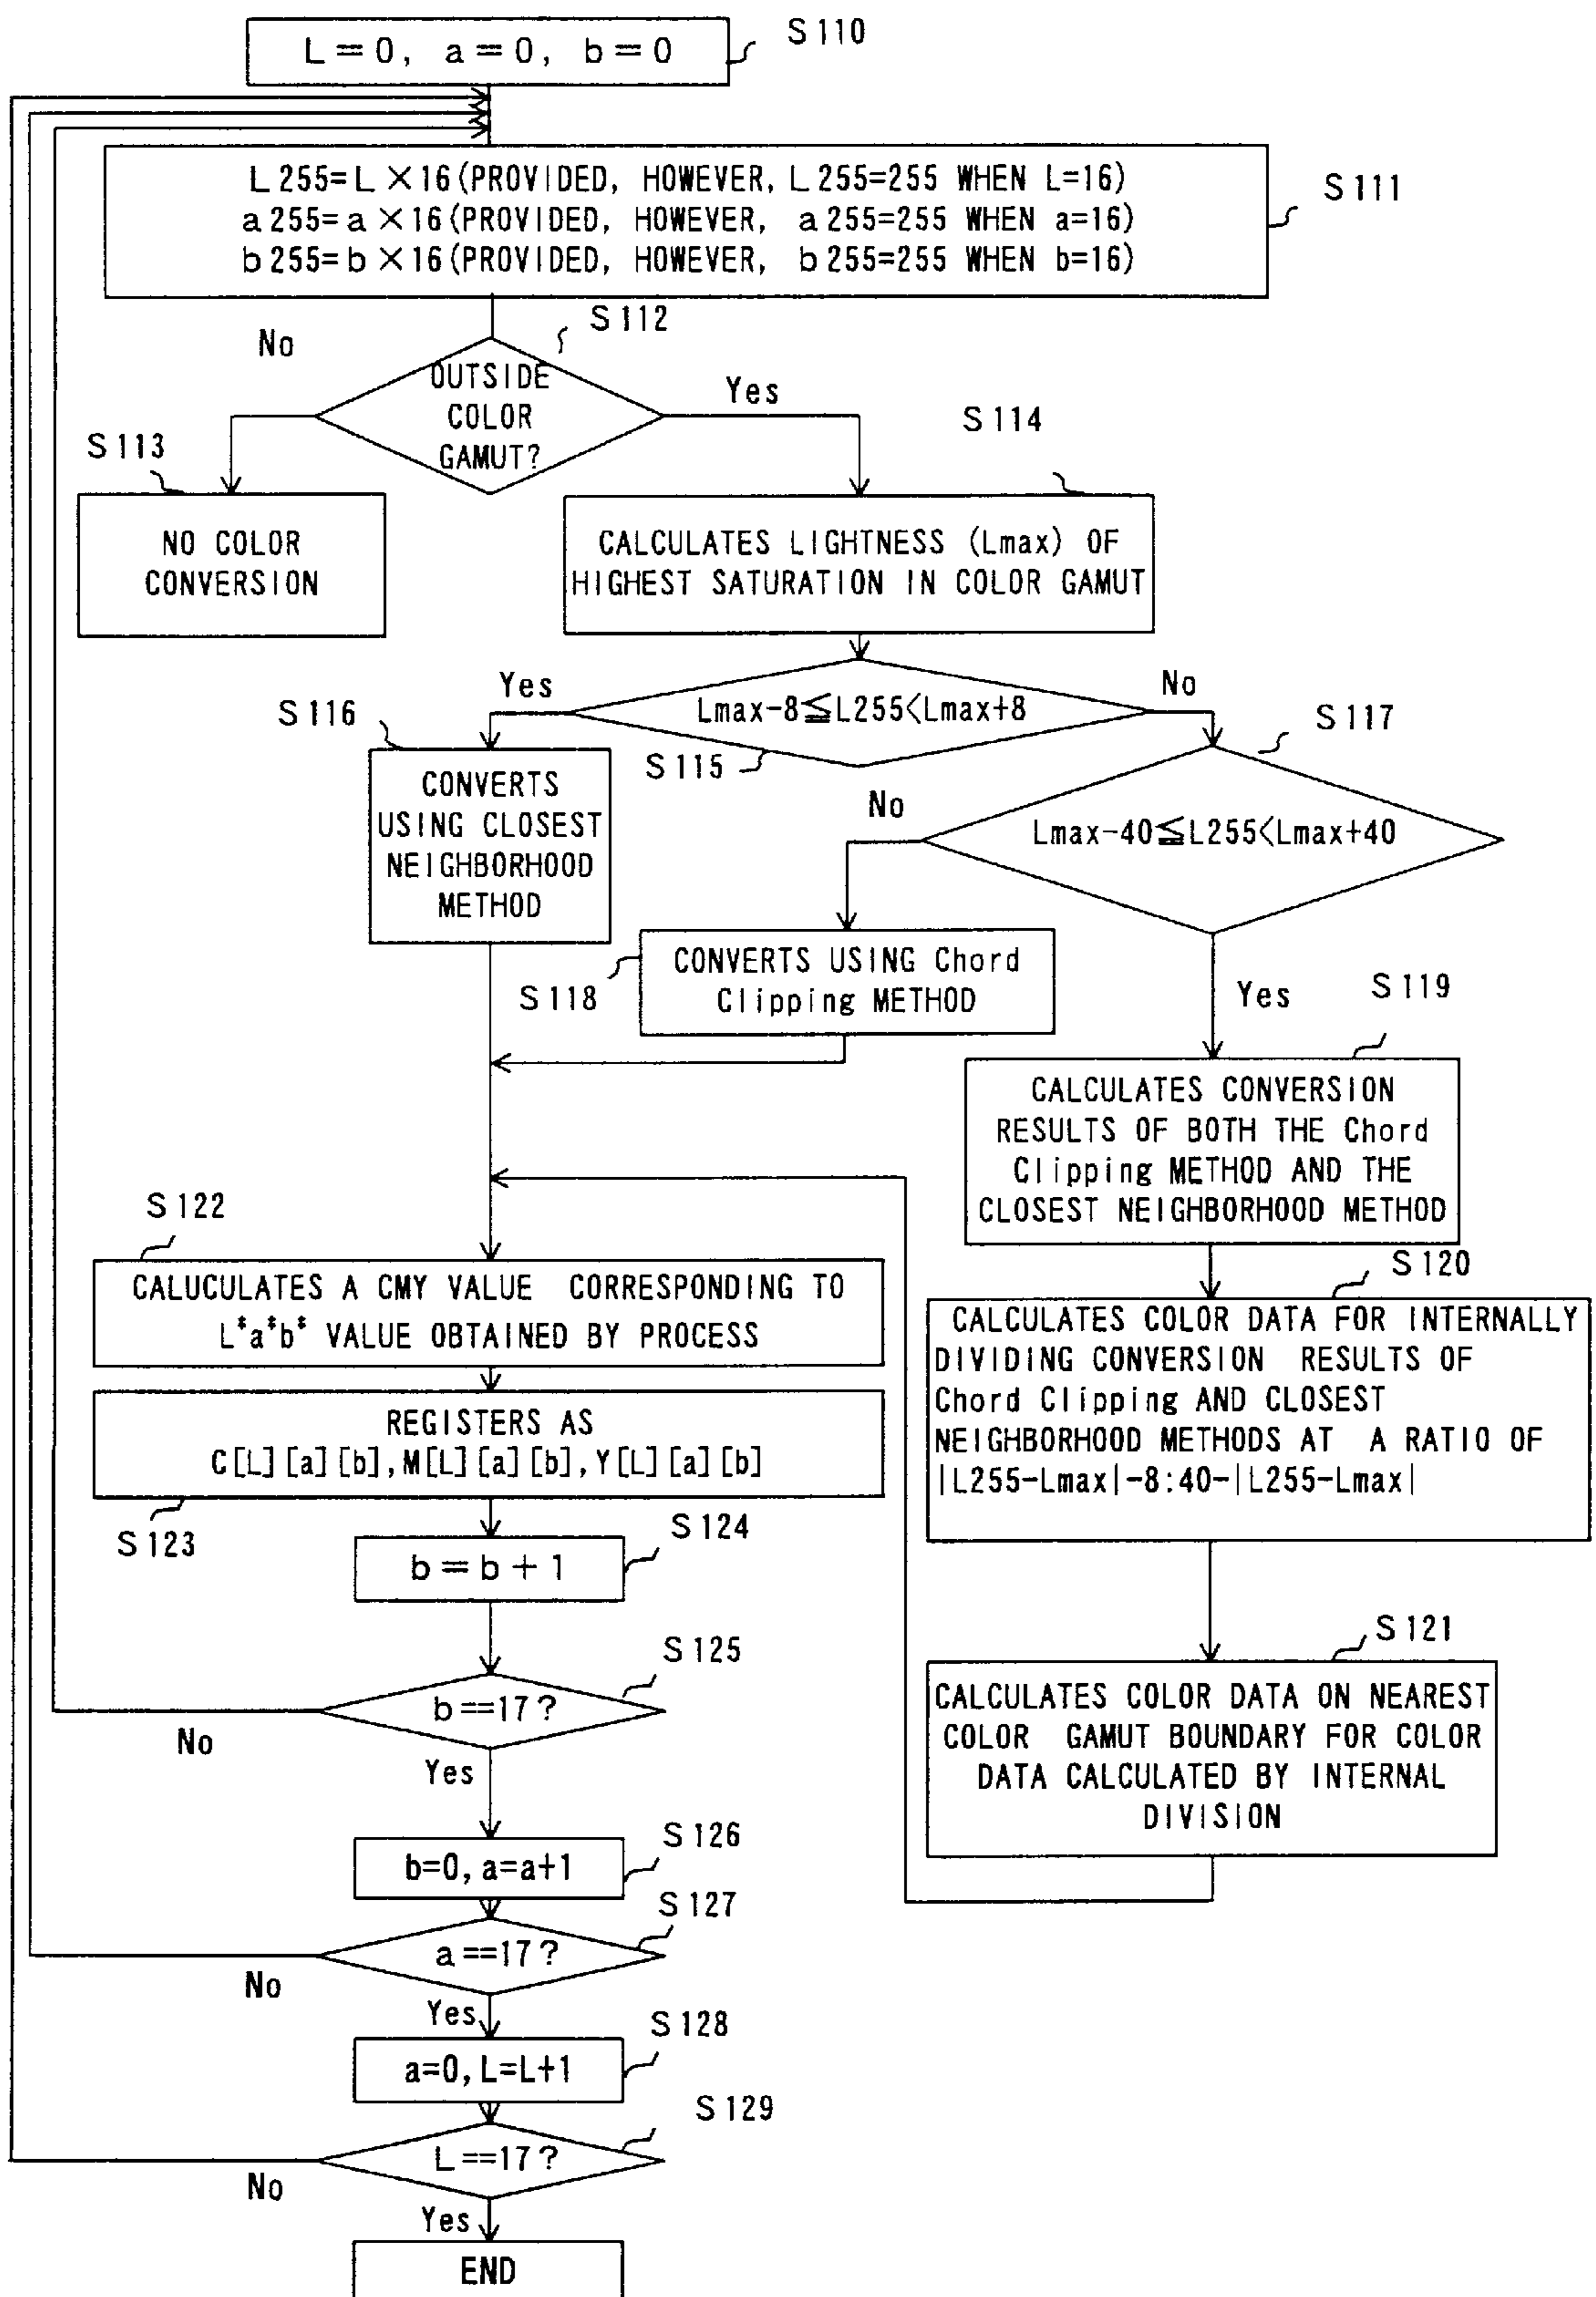 L=0, a=0, b=0
S110
L255=L×16(PROVIDED, HOWEVER, L255=255 WHEN L=16)
a255=a×16(PROVIDED, HOWEVER, a255=255 WHEN a=16)
b255=b×16(PROVIDED, HOWEVER, b255=255 WHEN b=16)
S111
S112
No
OUTSIDE
COLOR
GAMUT?
Yes
S113
NO COLOR
CONVERSION
S114
CALCULATES LIGHTNESS (Lmax) OF
HIGHEST SATURATION IN COLOR GAMUT
Yes
Lmax-8≦L255<Lmax+8
No
S115
S116
CONVERTS
USING CLOSEST
NEIGHBORHOOD
METHOD
S117
No
Lmax-40≦L255<Lmax+40
Yes
S118
CONVERTS USING Chord
Clipping METHOD
S119
CALCULATES CONVERSION
RESULTS OF BOTH THE Chord
Clipping METHOD AND THE
CLOSEST NEIGHBORHOOD METHOD
S120
CALCULATES COLOR DATA FOR INTERNALLY
DIVIDING CONVERSION RESULTS OF
Chord Clipping AND CLOSEST
NEIGHBORHOOD METHODS AT A RATIO OF
|L255-Lmax|-8:40-|L255-Lmax|
S121
CALCULATES COLOR DATA ON NEAREST
COLOR GAMUT BOUNDARY FOR COLOR
DATA CALCULATED BY INTERNAL
DIVISION
S122
CALUCULATES A CMY VALUE CORRESPONDING TO
L*a*b* VALUE OBTAINED BY PROCESS
REGISTERS AS
C[L][a][b],M[L][a][b],Y[L][a][b]
S123
S124
b=b+1
S125
b==17?
No
Yes
S126
b=0,a=a+1
S127
a==17?
No
Yes
S128
a=0,L=L+1
S129
L==17?
No
Yes
END